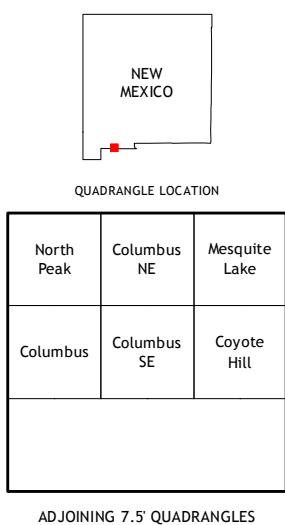 NEW
MEXICO
QUADRANGLE LOCATION
North
Peak
Columbus
NE
Mesquite
Lake
Columbus
Columbus
SE
Coyote
Hill
ADJOINING 7.5' QUADRANGLES